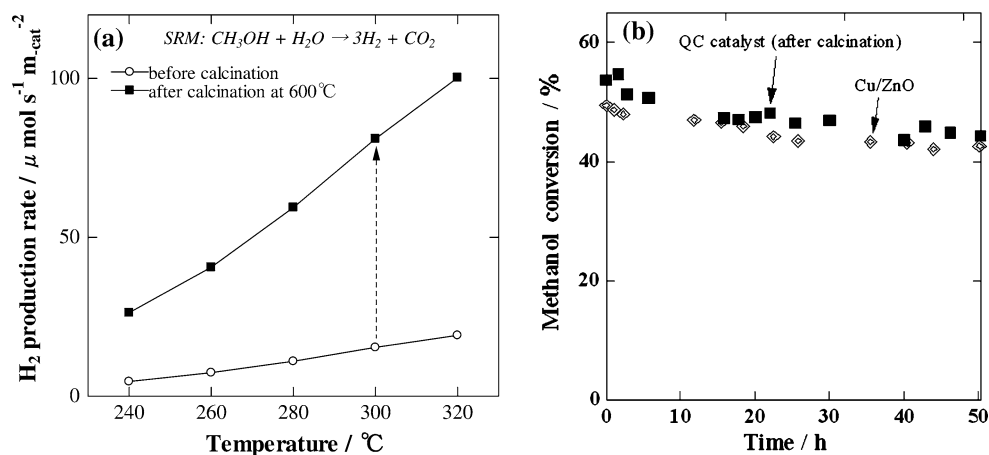 (a)
SRM: CH3OH + H2O → 3H2 + CO2
before calcination
after calcination at 600℃
100
50
0
240 260 280 300 320
Temperature / ℃
H2 production rate / μ mol s-1 m-cat-2
(b)
QC catalyst (after calcination)
Cu/ZnO
60
40
20
0
0 10 20 30 40 50
Time / h
Methanol conversion / %